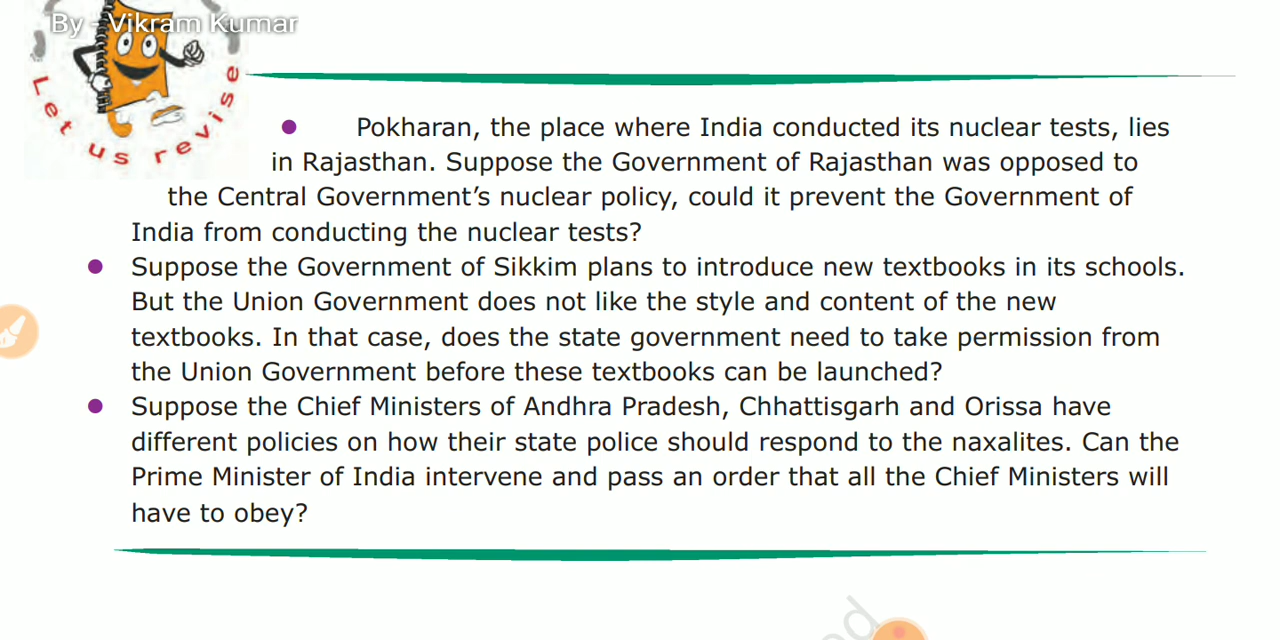 By - Vikram Kumar
Let us revise
● Pokharan, the place where India conducted its nuclear tests, lies
in Rajasthan. Suppose the Government of Rajasthan was opposed to
the Central Government’s nuclear policy, could it prevent the Government of
India from conducting the nuclear tests?
● Suppose the Government of Sikkim plans to introduce new textbooks in its schools.
But the Union Government does not like the style and content of the new
textbooks. In that case, does the state government need to take permission from
the Union Government before these textbooks can be launched?
● Suppose the Chief Ministers of Andhra Pradesh, Chhattisgarh and Orissa have
different policies on how their state police should respond to the naxalites. Can the
Prime Minister of India intervene and pass an order that all the Chief Ministers will
have to obey?